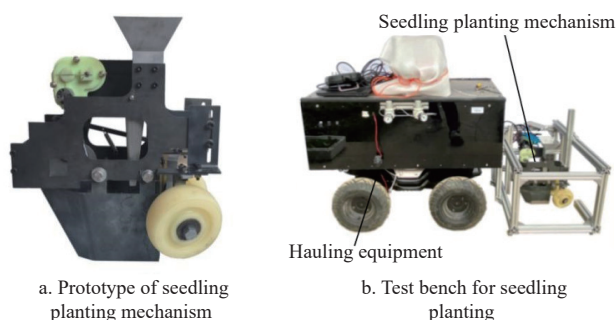 Seedling planting mechanism
Hauling equipment
a. Prototype of seedling
planting mechanism
b. Test bench for seedling
planting